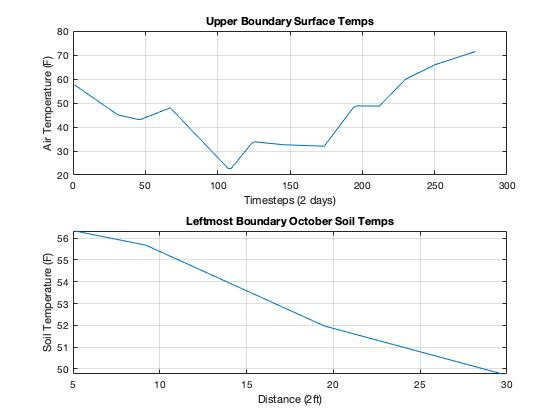 Upper Boundary Surface Temps
80
70
60
50
40
30
20
Air Temperature (F)
0 50 100 150 200 250 300
Timesteps (2 days)
Leftmost Boundary October Soil Temps
56
55
54
53
52
51
50
Soil Temperature (F)
5 10 15 20 25 30
Distance (2ft)